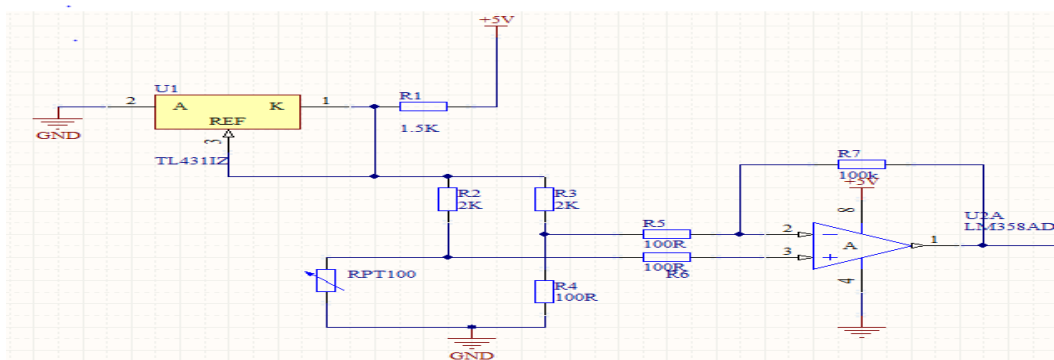 +5V
U1
2
A
K
1
R1
REF
GND
1.5K
3
TL431IZ
R2
2K
R3
2K
R7
100k
+5V
8
U2A
LM358AD
R5
100R
2
3
A
1
RPT100
100R
R6
4
R4
100R
GND